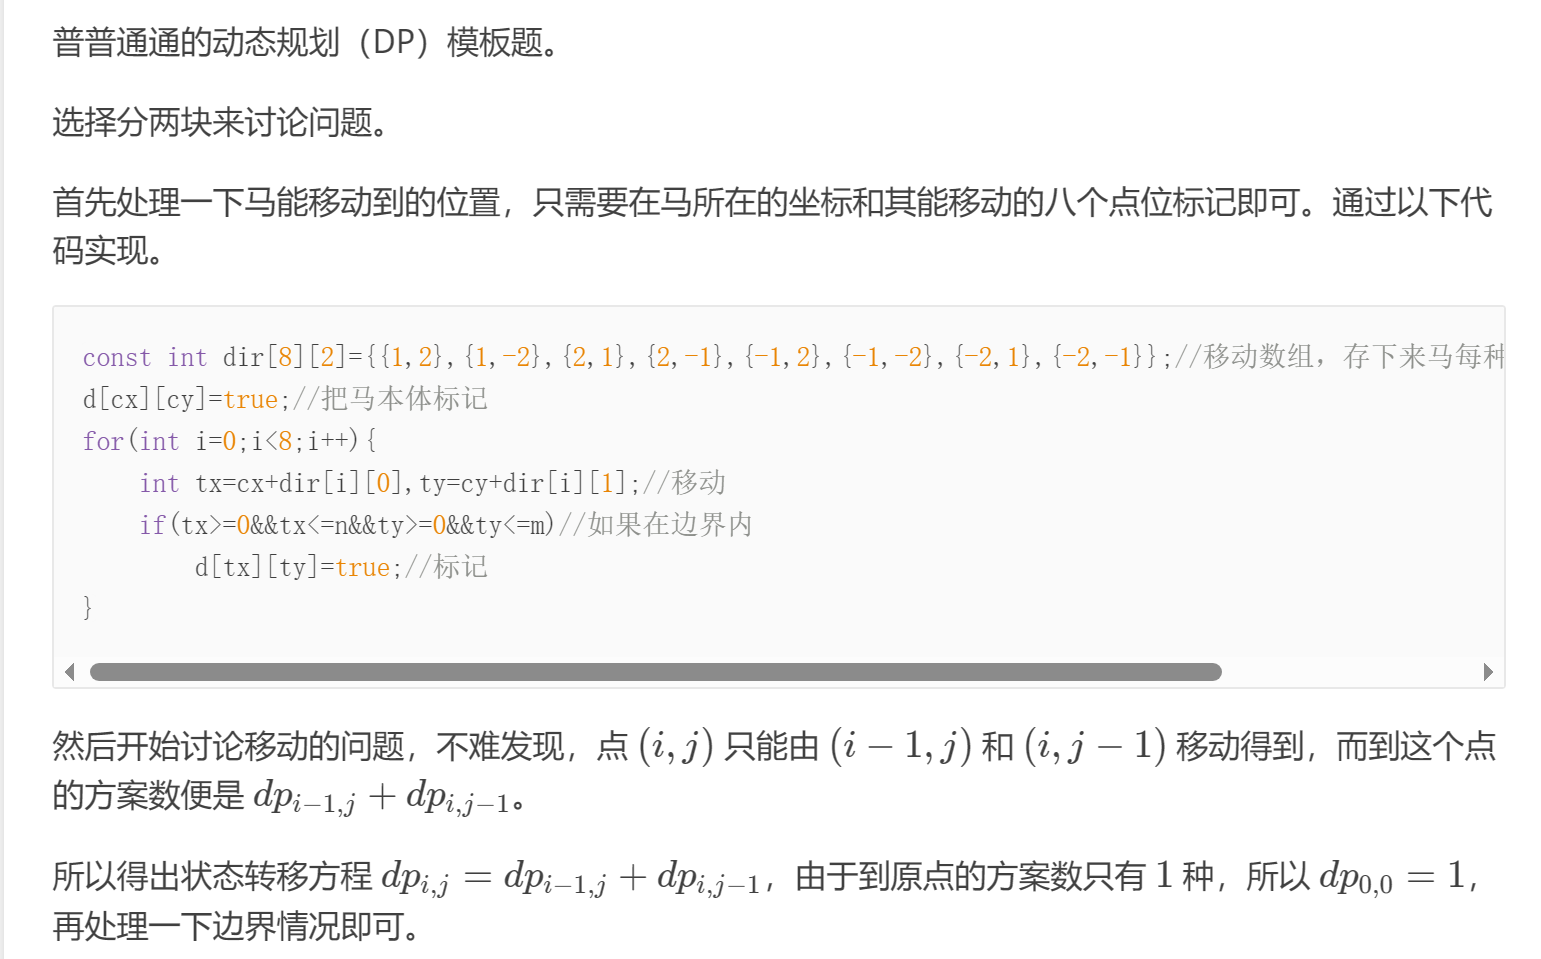 普普通通的动态规划（DP）模板题。
选择分两块来讨论问题。
首先处理一下马能移动到的位置，只需要在马所在的坐标和其能移动的八个点位标记即可。通过以下代
码实现。
const int dir[8][2]={{1,2},{1,-2},{2,1},{2,-1},{-1,2},{-1,-2},{-2,1},{-2,-1}};//移动数组，存下来马每种
d[cx][cy]=true;//把马本体标记
for(int i=0;i<8;i++){
    int tx=cx+dir[i][0],ty=cy+dir[i][1];//移动
    if(tx>=0&&tx<=n&&ty>=0&&ty<=m)//如果在边界内
        d[tx][ty]=true;//标记
}
然后开始讨论移动的问题，不难发现，点 (i, j) 只能由 (i − 1, j) 和 (i, j − 1) 移动得到，而到这个点
的方案数便是 dp_{i−1,j} + dp_{i,j−1}。
所以得出状态转移方程 dp_{i,j} = dp_{i−1,j} + dp_{i,j−1}，由于到原点的方案数只有 1 种，所以 dp_{0,0} = 1，
再处理一下边界情况即可。